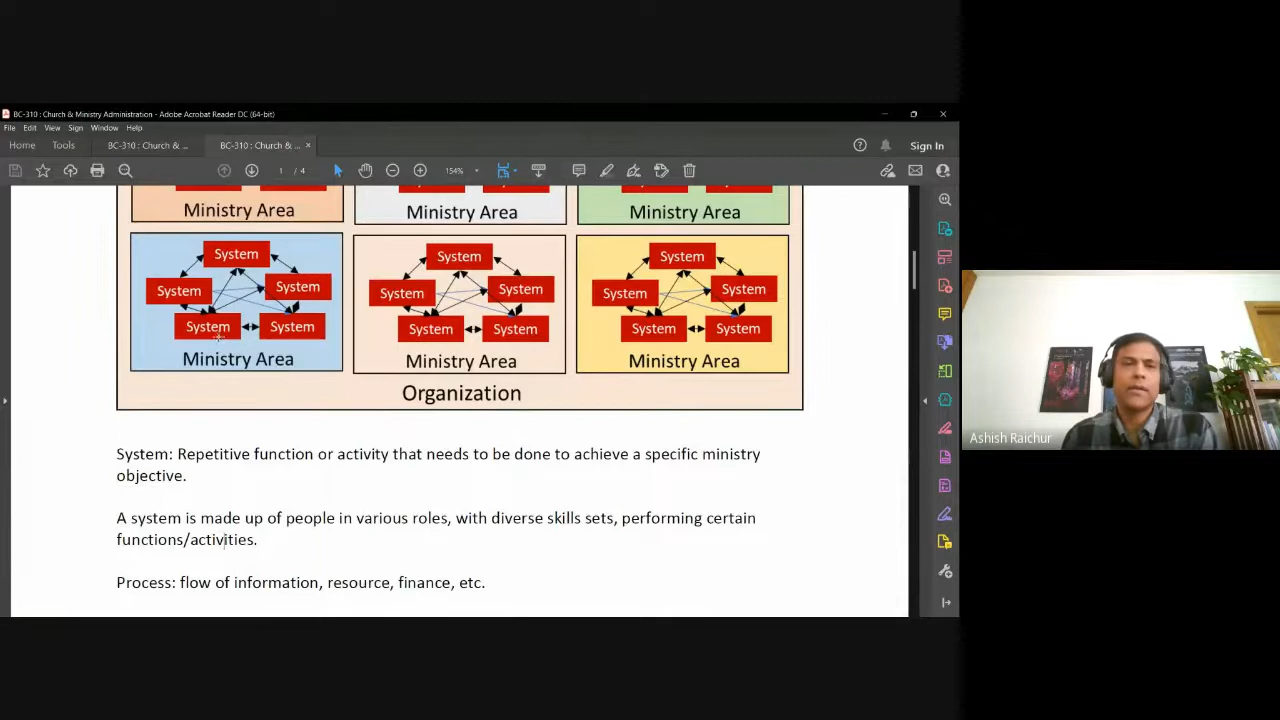 BC-310 : Church & Ministry Administration - Adobe Acrobat Reader DC (64-bit)
File Edit View Sign Window Help
Home Tools BC-310 : Church & ... BC-310 : Church & ... × Sign In
1 / 4 154%
Ministry Area Ministry Area Ministry Area
System System System
System System System System System System
System System System System System System
Ministry Area Ministry Area Ministry Area
Organization
Ashish Raichur
System: Repetitive function or activity that needs to be done to achieve a specific ministry
objective.
A system is made up of people in various roles, with diverse skills sets, performing certain
functions/activities.
Process: flow of information, resource, finance, etc.